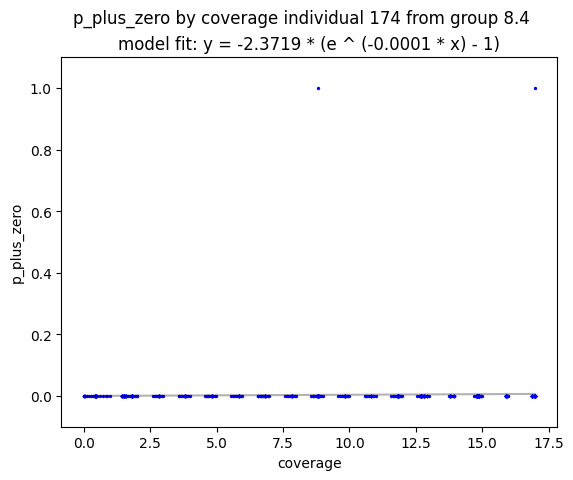 p_plus_zero by coverage individual 174 from group 8.4
model fit: y = -2.3719 * (e ^ (-0.0001 * x) - 1)
1.0
0.8
0.6
0.4
0.2
0.0
p_plus_zero
0.0 2.5 5.0 7.5 10.0 12.5 15.0 17.5
coverage